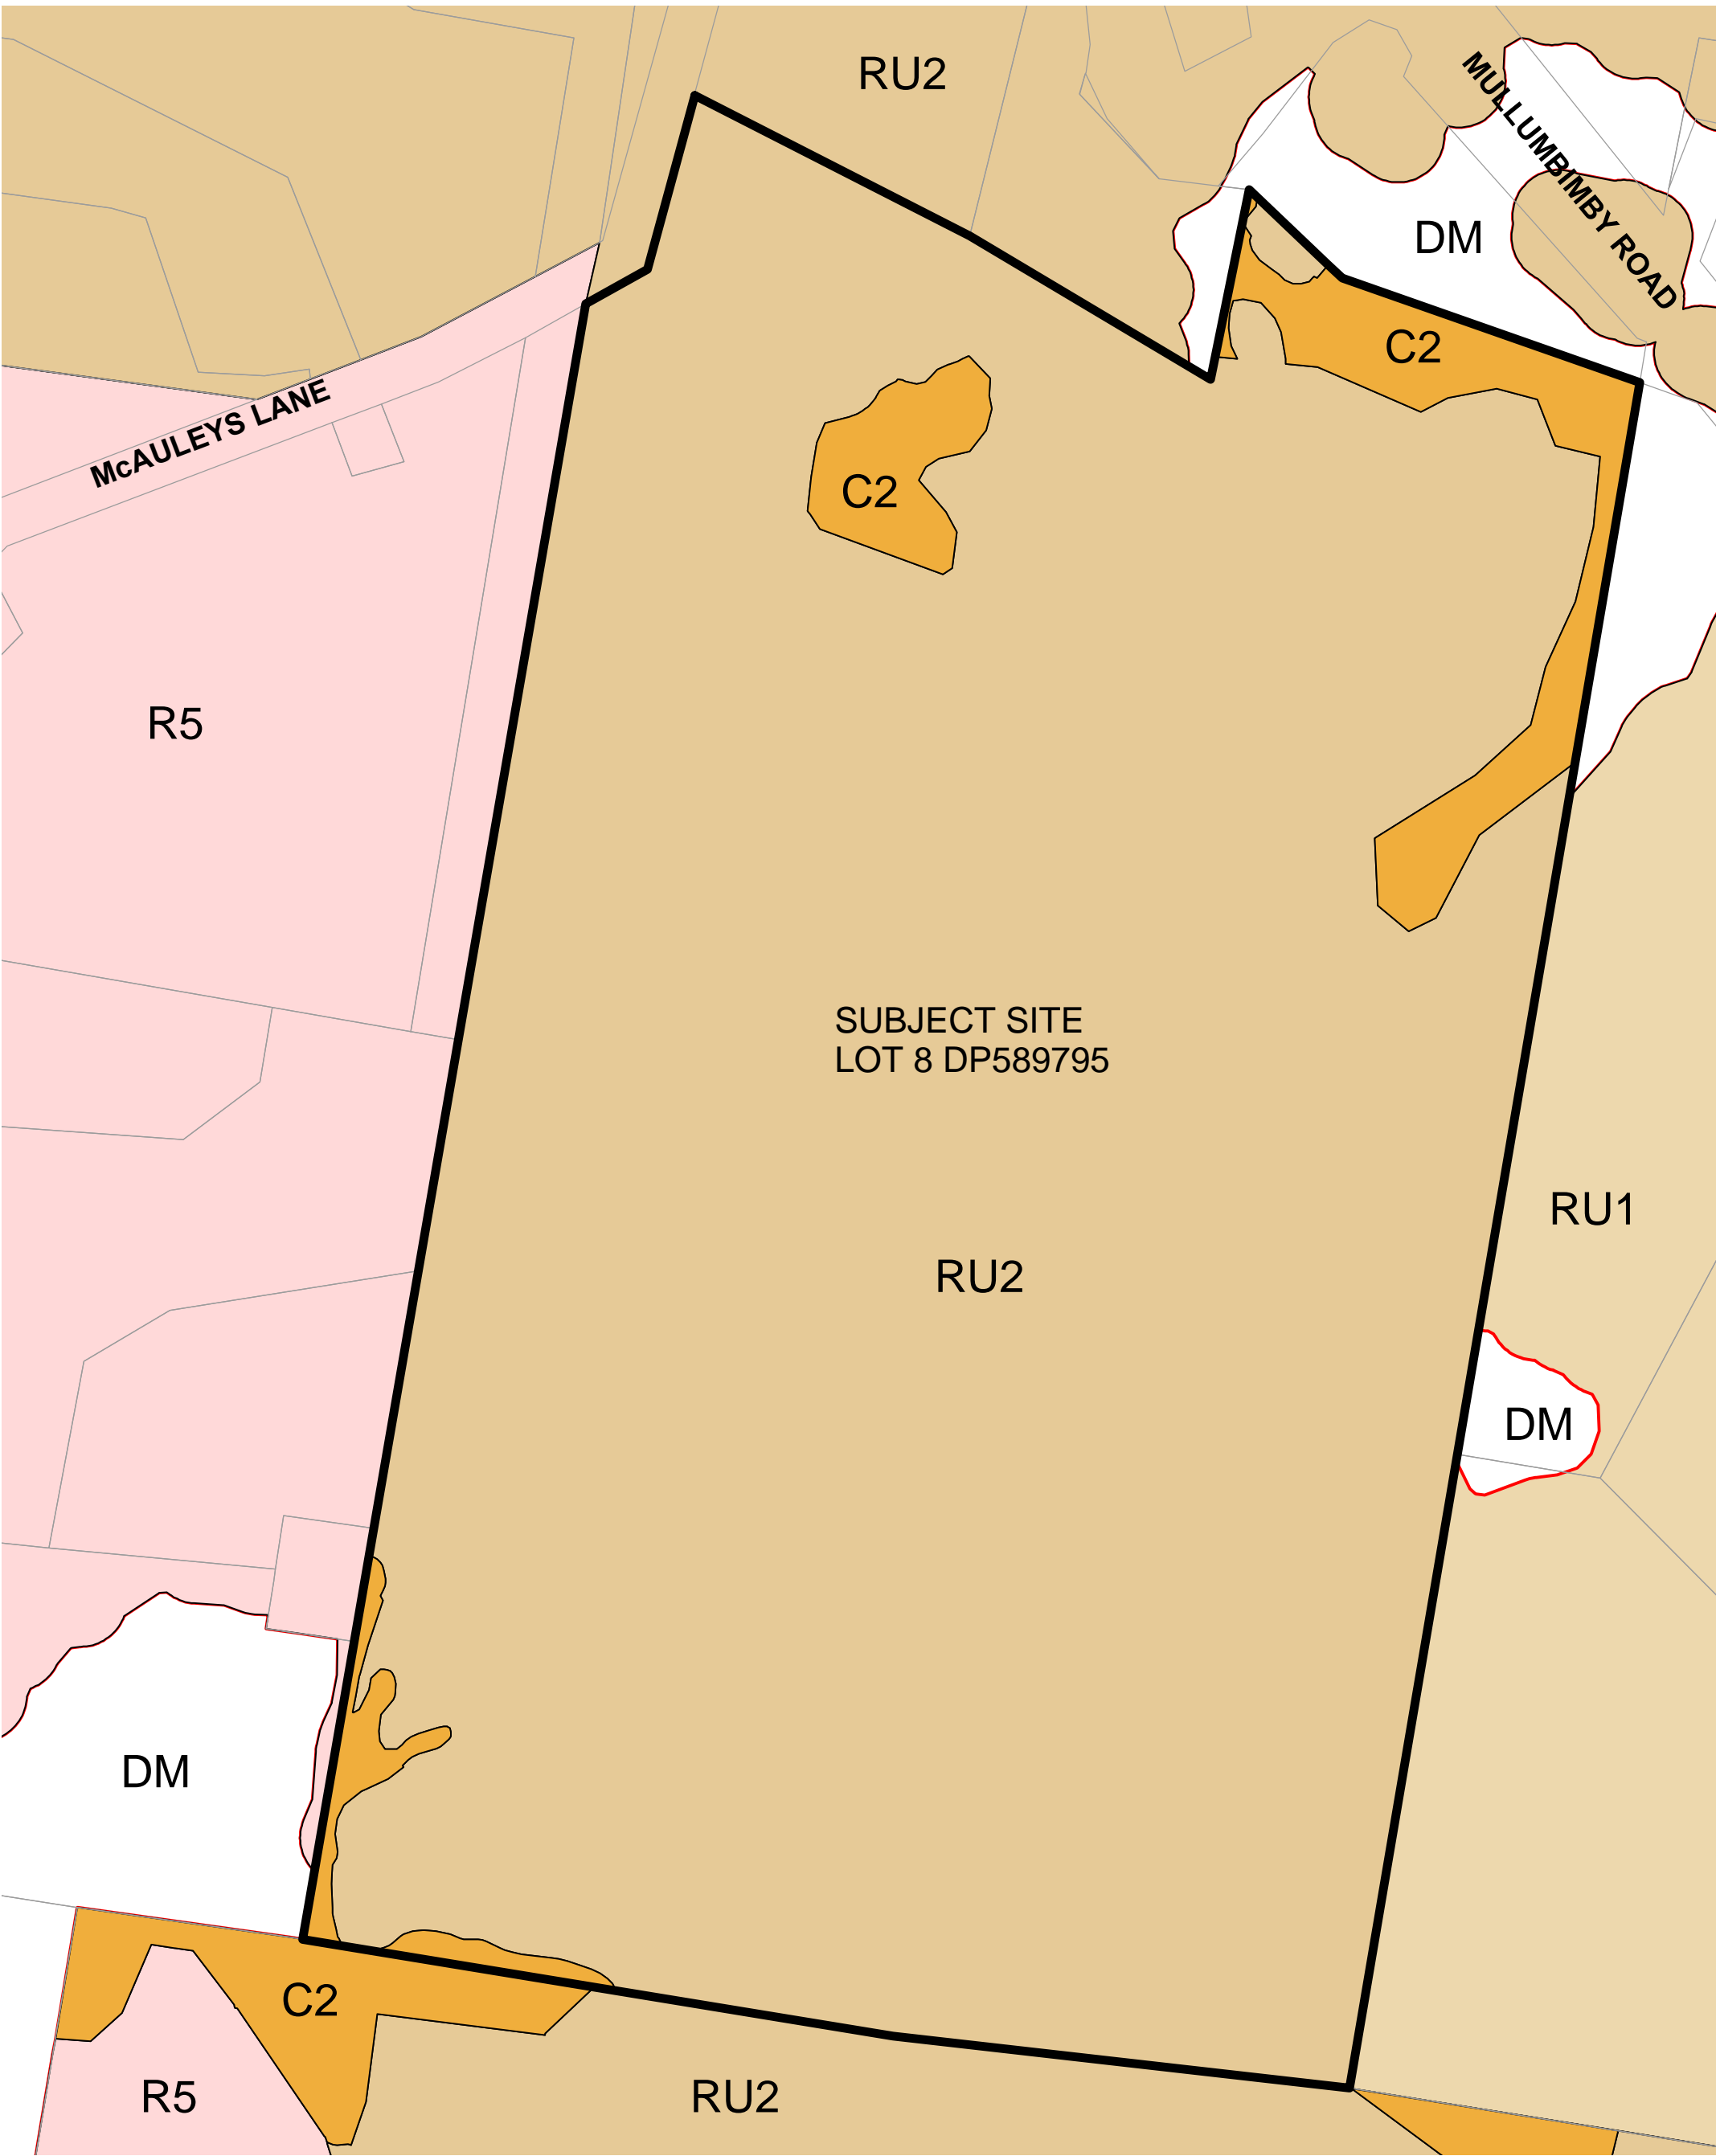 RU2
MULLUMBIMBY ROAD
DM
C2
McAULEYS LANE
C2
R5
SUBJECT SITE
LOT 8 DP589795
RU1
RU2
DM
DM
C2
R5
RU2